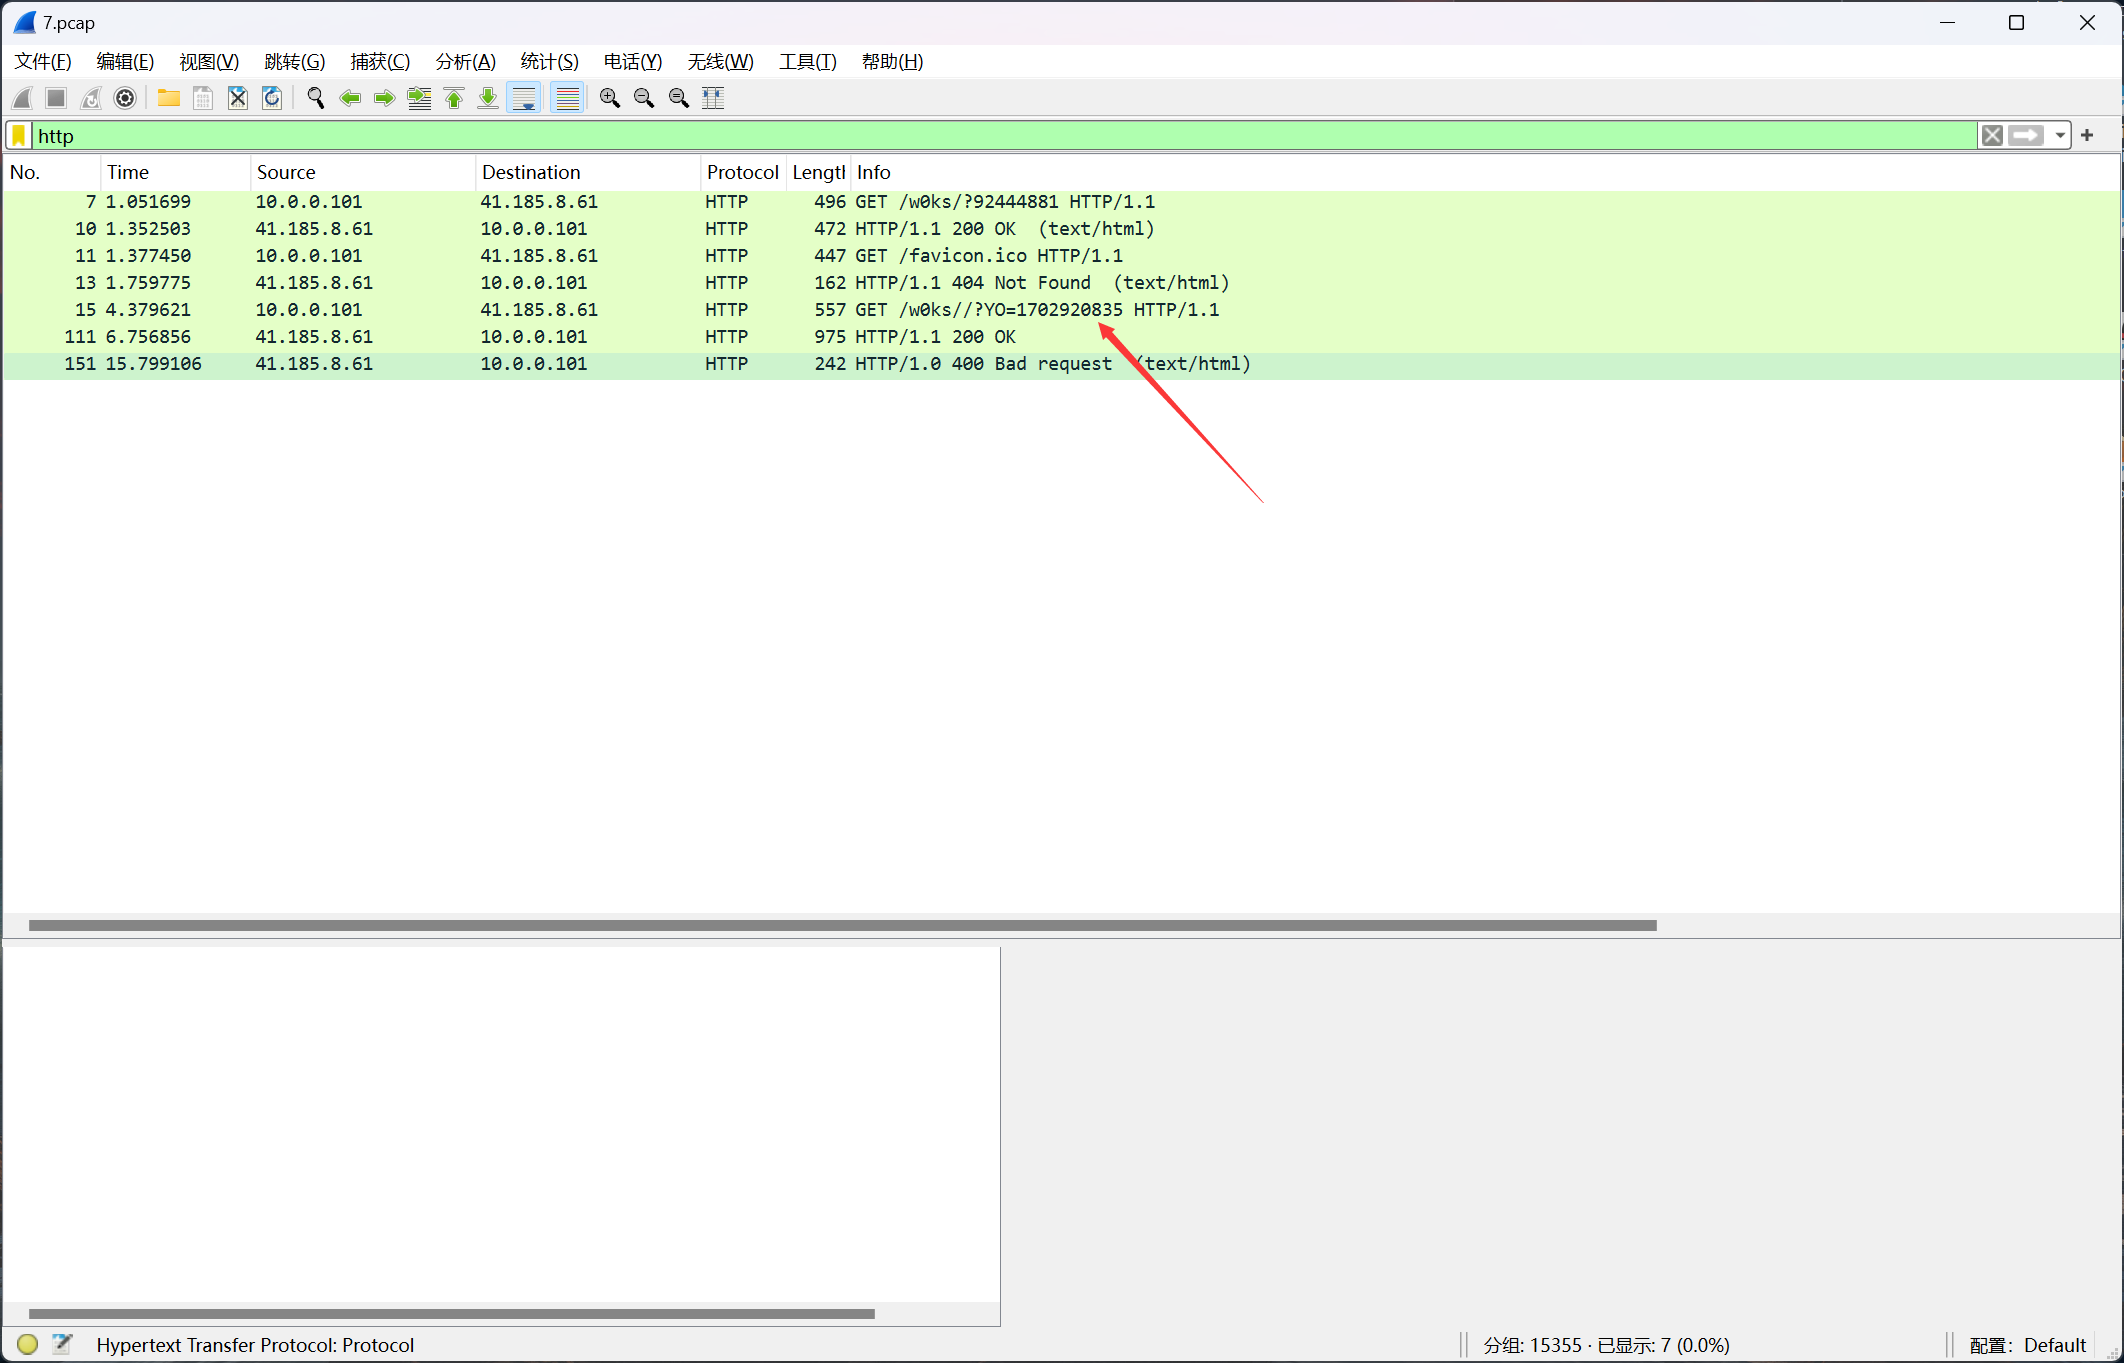 7.pcap
文件(F) 编辑(E) 视图(V) 跳转(G) 捕获(C) 分析(A) 统计(S) 电话(Y) 无线(W) 工具(T) 帮助(H)
http
No. Time Source Destination Protocol Lengtl Info
7 1.051699 10.0.0.101 41.185.8.61 HTTP 496 GET /w0ks/?92444881 HTTP/1.1
10 1.352503 41.185.8.61 10.0.0.101 HTTP 472 HTTP/1.1 200 OK (text/html)
11 1.377450 10.0.0.101 41.185.8.61 HTTP 447 GET /favicon.ico HTTP/1.1
13 1.759775 41.185.8.61 10.0.0.101 HTTP 162 HTTP/1.1 404 Not Found (text/html)
15 4.379621 10.0.0.101 41.185.8.61 HTTP 557 GET /w0ks//?YO=1702920835 HTTP/1.1
111 6.756856 41.185.8.61 10.0.0.101 HTTP 975 HTTP/1.1 200 OK
151 15.799106 41.185.8.61 10.0.0.101 HTTP 242 HTTP/1.0 400 Bad request (text/html)
Hypertext Transfer Protocol: Protocol 分组: 15355 · 已显示: 7 (0.0%) 配置: Default